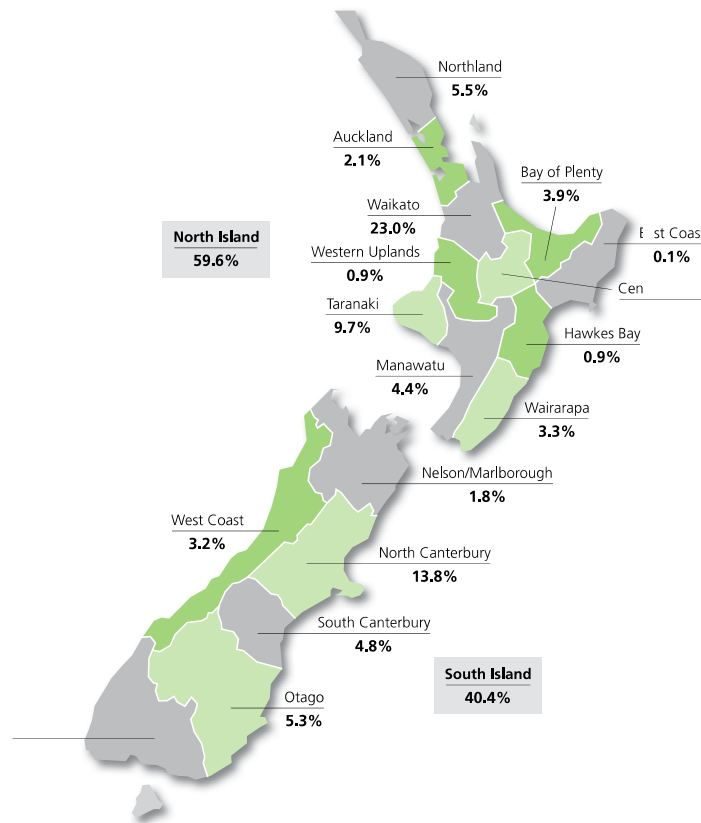 Northland
5.5%
Auckland
2.1%
Bay of Plenty
3.9%
Waikato
23.0%
East Coas
0.1%
North Island
59.6%
Western Uplands
0.9%
Cen
Taranaki
9.7%
Hawkes Bay
0.9%
Manawatu
4.4%
Wairarapa
3.3%
Nelson/Marlborough
1.8%
West Coast
3.2%
North Canterbury
13.8%
South Canterbury
4.8%
South Island
40.4%
Otago
5.3%